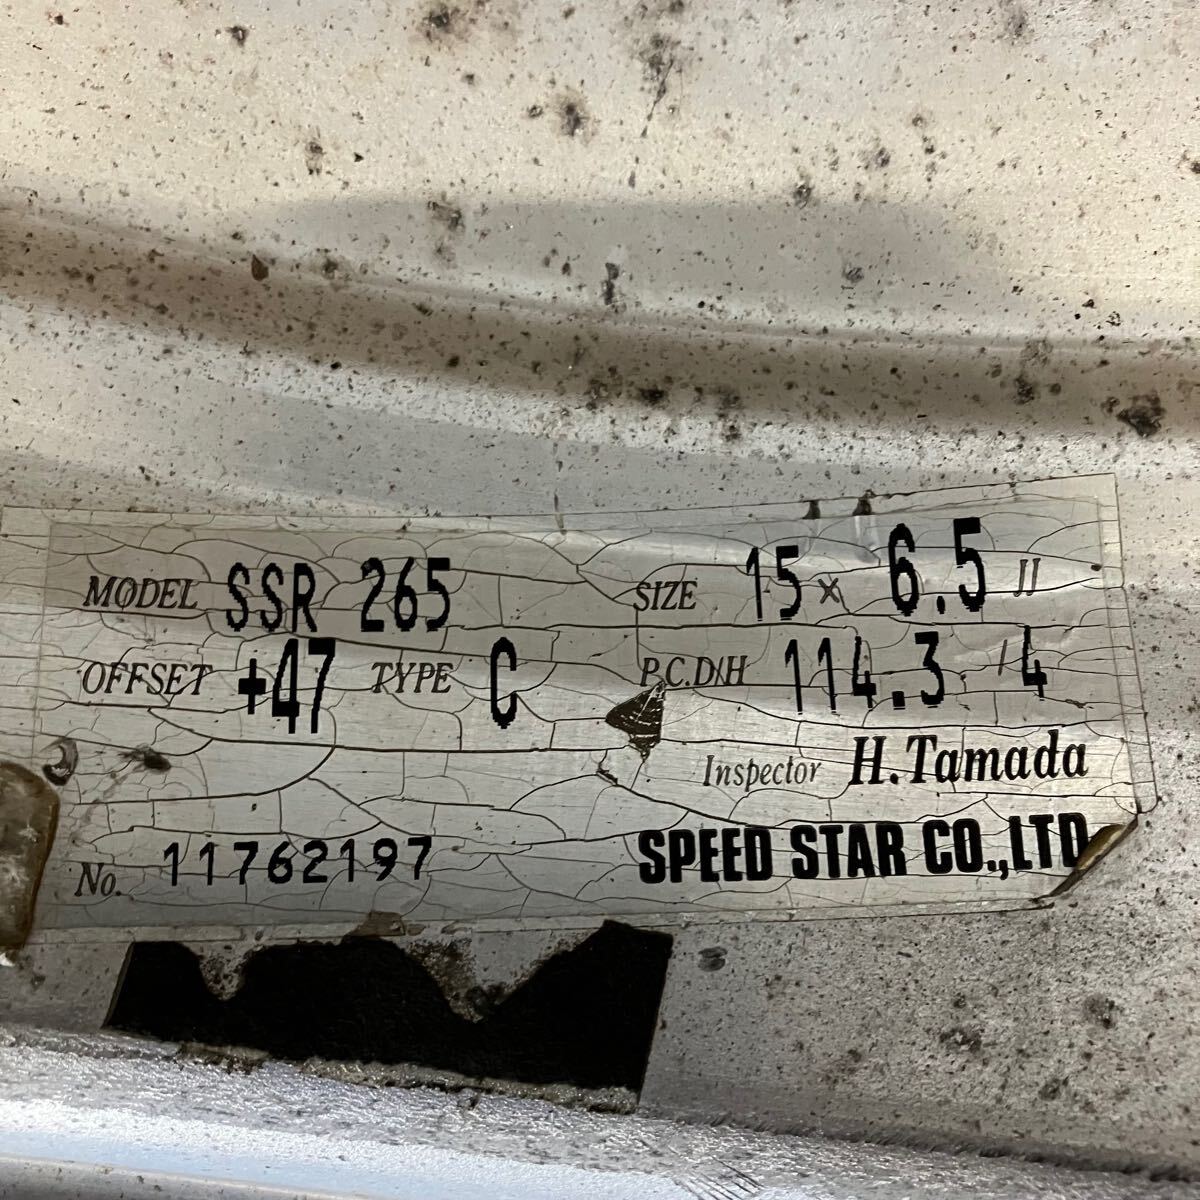 MODEL SSR 265 SIZE 15 × 6.5 JJ
OFFSET +47 TYPE C P.C.D/H 114.3 /4
Inspector H.Tamada
No. 11762197 SPEED STAR CO.,LTD